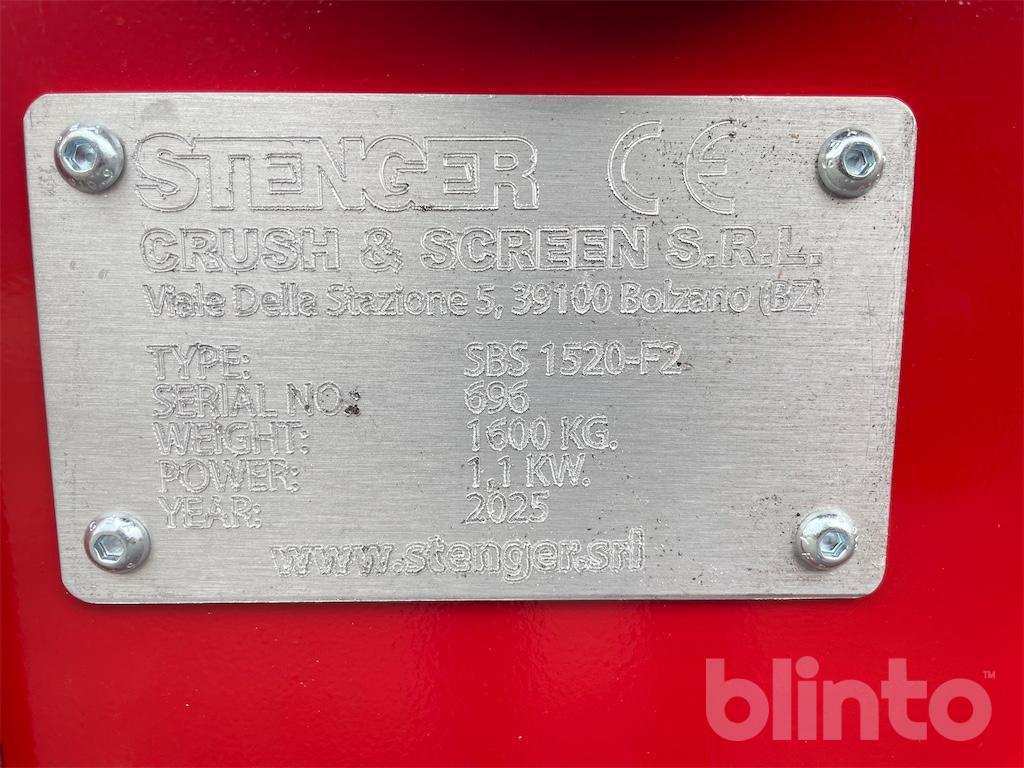 STENGER CE
CRUSH & SCREEN S.R.L.
Viale Della Stazione 5, 39100 Bolzano (BZ)
TYPE: SBS 1520-F2
SERIAL NO.: 696
WEIGHT: 1600 KG.
POWER: 1,1 KW.
YEAR: 2025
www.stenger.srl
blinto™